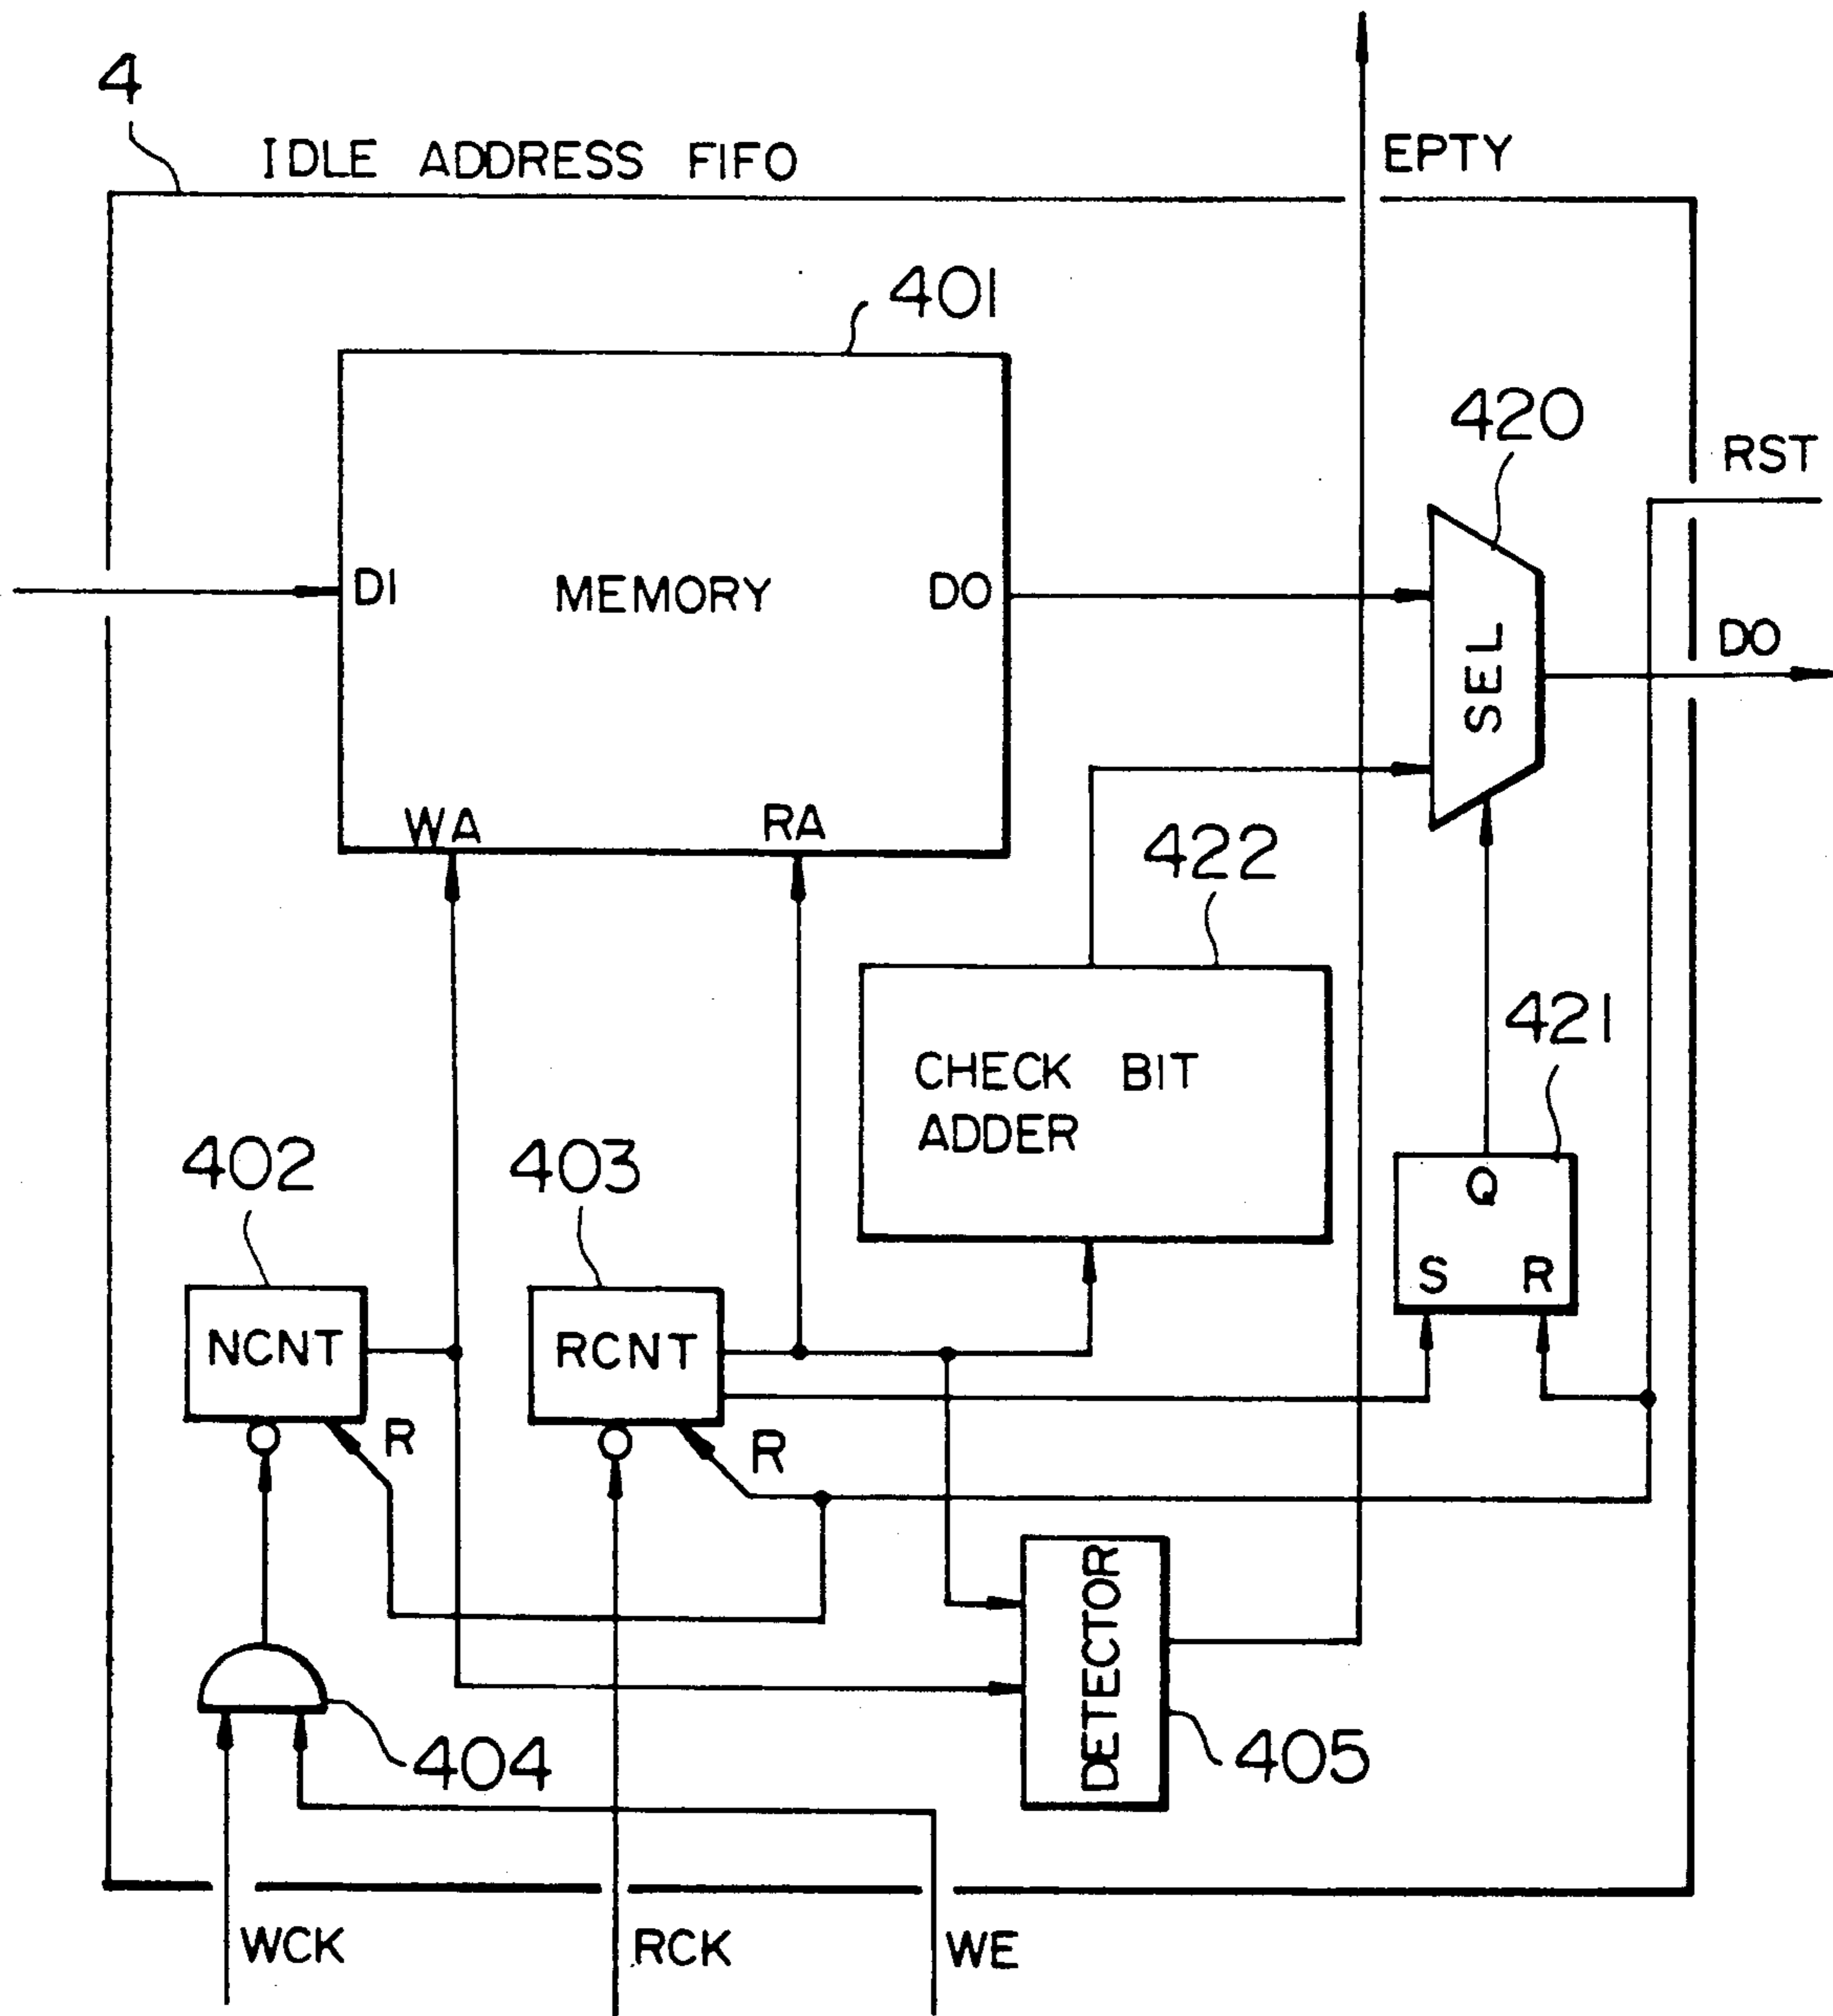 4
IDLE ADDRESS FIFO
EPTY
401
420
RST
DI
MEMORY
DO
SEL
DO
WA
RA
422
421
CHECK BIT
ADDER
402
403
Q
S
R
NCNT
RCNT
R
R
DETECTOR
404
405
WCK
RCK
WE